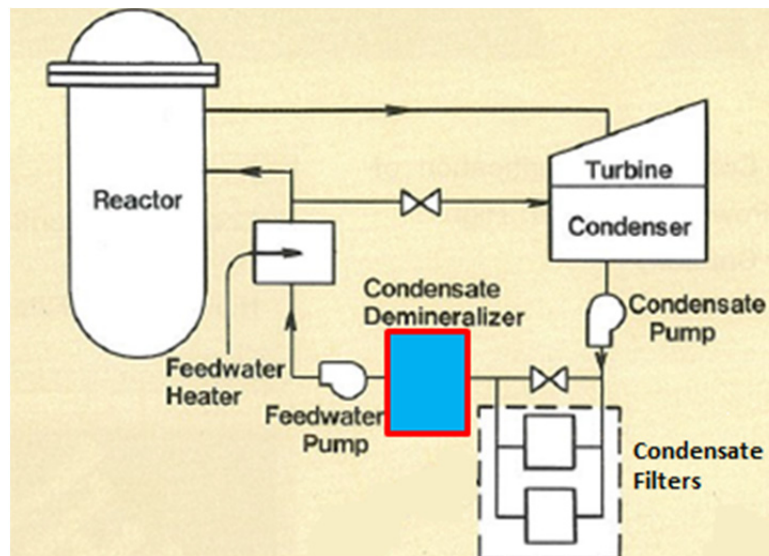 Reactor
Turbine
Condenser
Condensate
Pump
Condensate
Demineralizer
Feedwater
Heater
Feedwater
Pump
Condensate
Filters